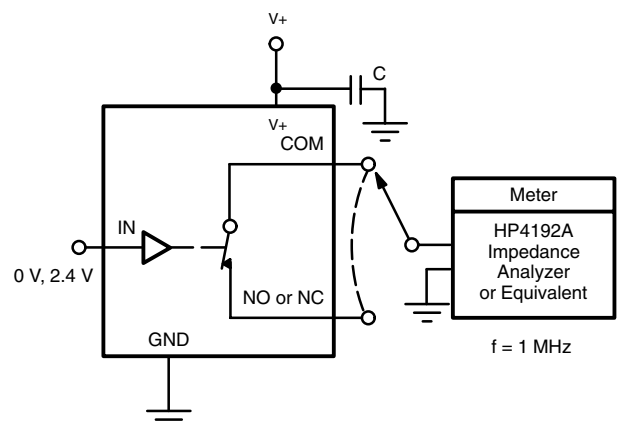 V+
C
V+
COM
IN
0 V, 2.4 V
NO or NC
GND
Meter
HP4192A
Impedance
Analyzer
or Equivalent
f = 1 MHz